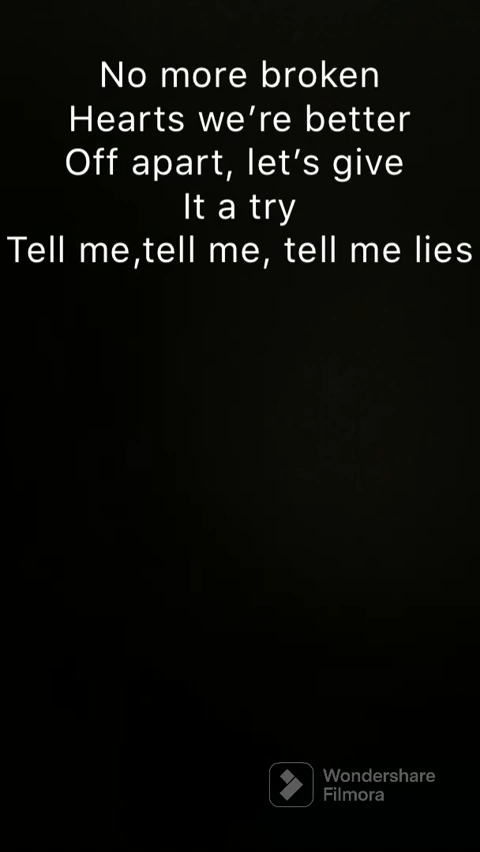 No more broken
Hearts we’re better
Off apart, let’s give
It a try
Tell me,tell me, tell me lies
Wondershare
Filmora